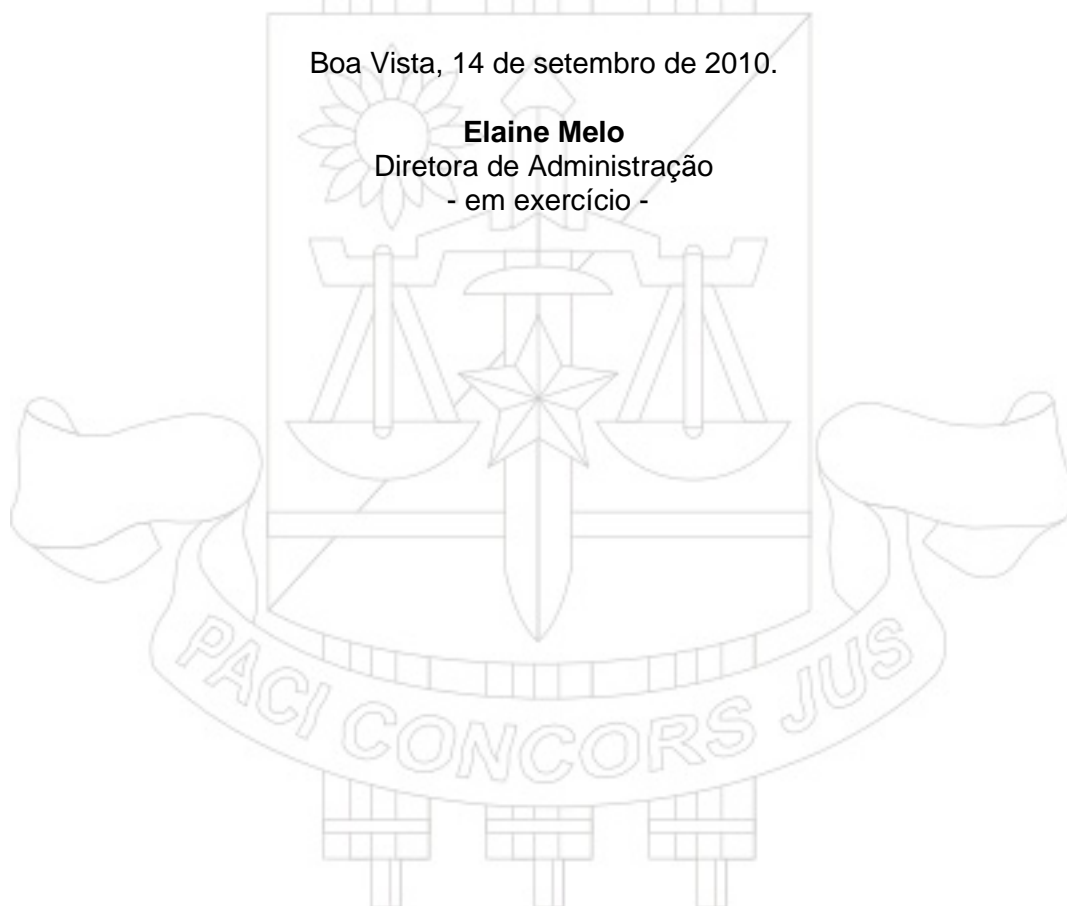 Boa Vista, 14 de setembro de 2010.
Elaine Melo
Diretora de Administração
- em exercício -
PACI CONCORS JUS